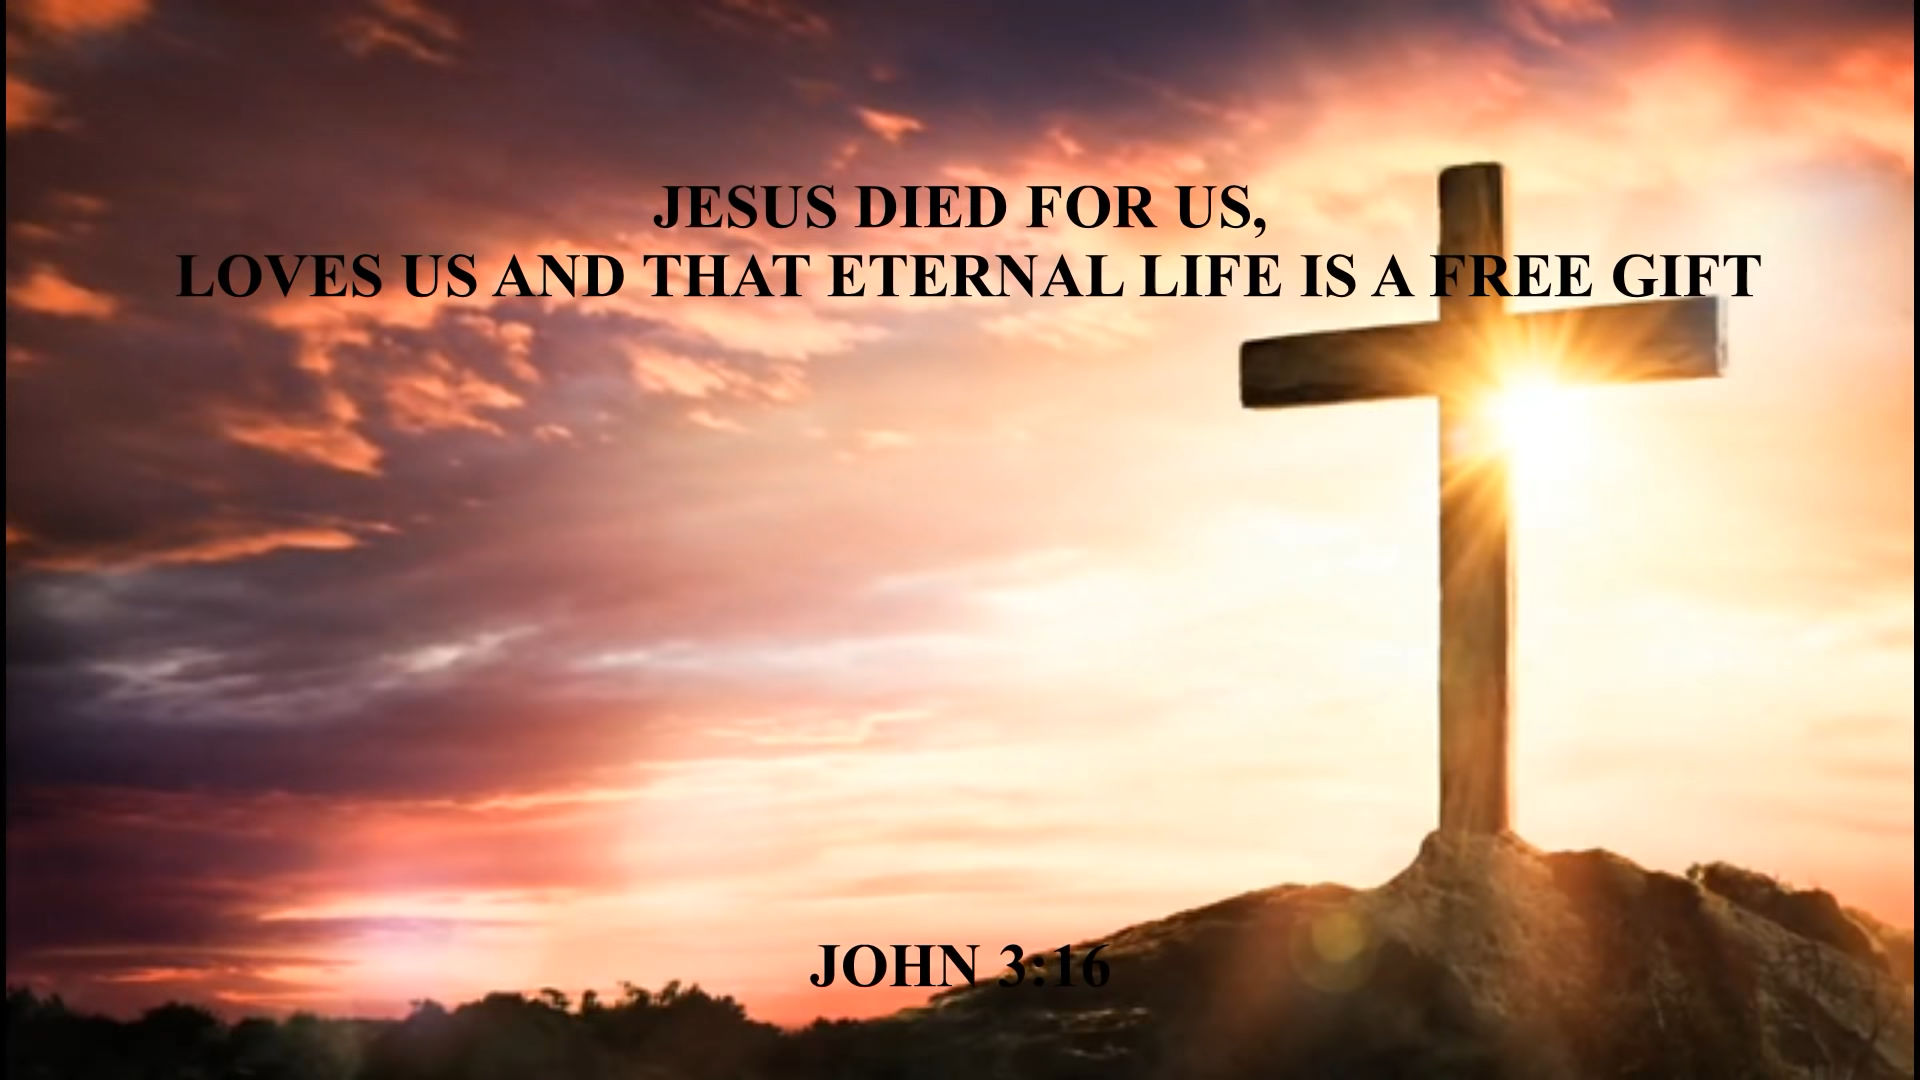 JESUS DIED FOR US,
LOVES US AND THAT ETERNAL LIFE IS A FREE GIFT
JOHN 3:16